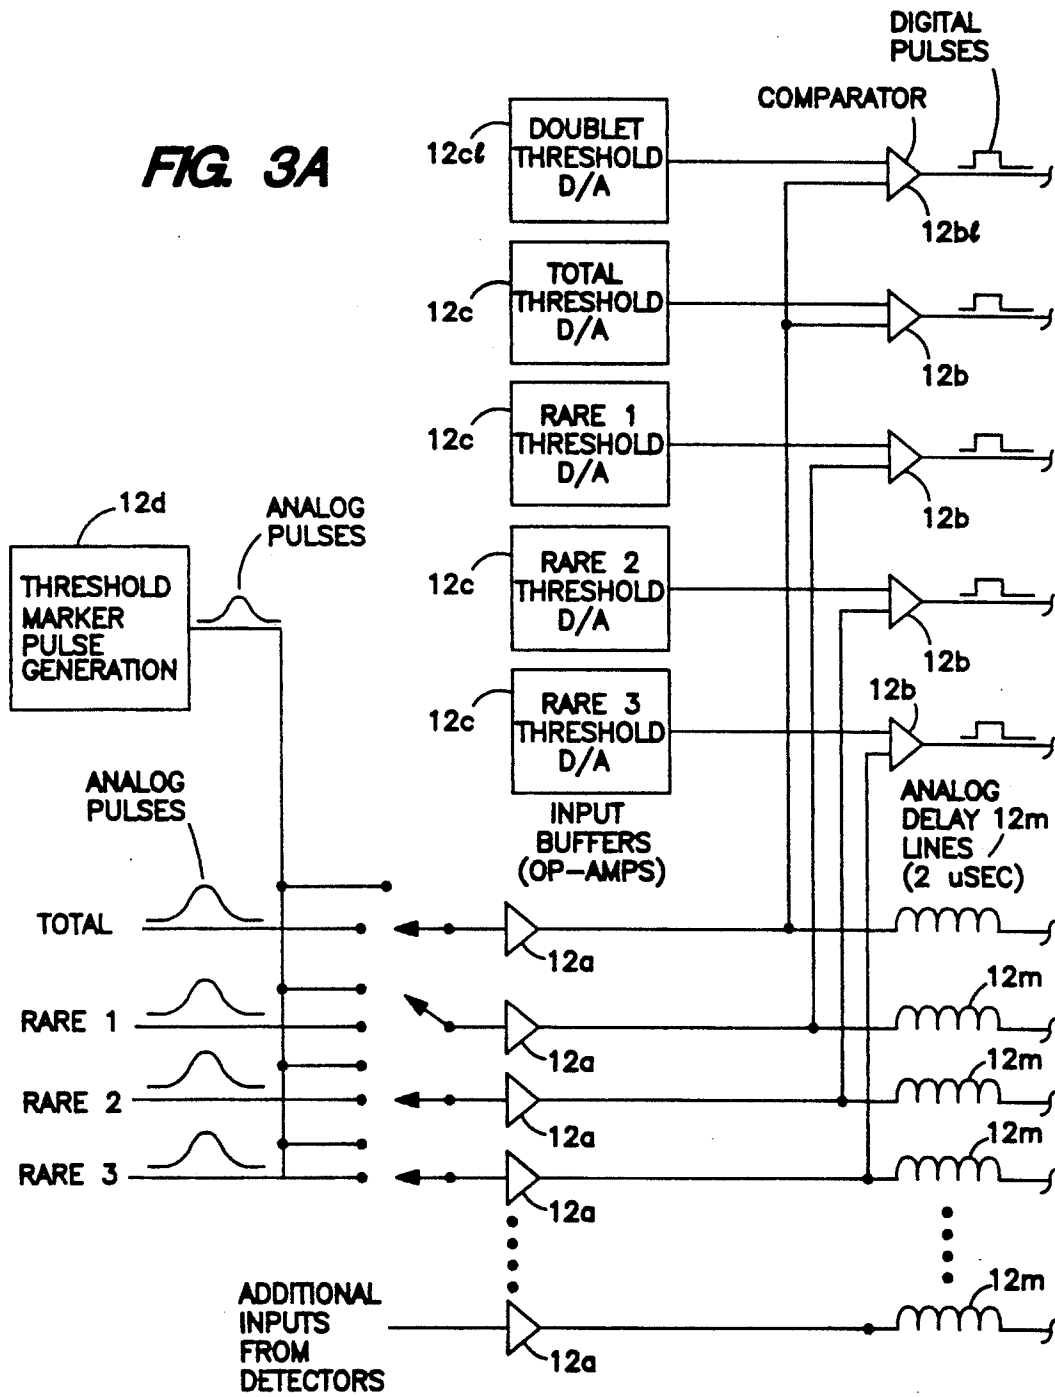 DIGITAL
PULSES
COMPARATOR
FIG. 3A
12cℓ
DOUBLET
THRESHOLD
D/A
12bℓ
12c
TOTAL
THRESHOLD
D/A
12b
12c
RARE 1
THRESHOLD
D/A
12b
12d
ANALOG
PULSES
THRESHOLD
MARKER
PULSE
GENERATION
12c
RARE 2
THRESHOLD
D/A
12b
12c
RARE 3
THRESHOLD
D/A
12b
ANALOG
PULSES
INPUT
BUFFERS
(OP-AMPS)
ANALOG
DELAY 12m
LINES
(2 uSEC)
TOTAL
12a
RARE 1
12a
12m
RARE 2
12a
12m
RARE 3
12a
12m
ADDITIONAL
INPUTS
FROM
DETECTORS
12a
12m